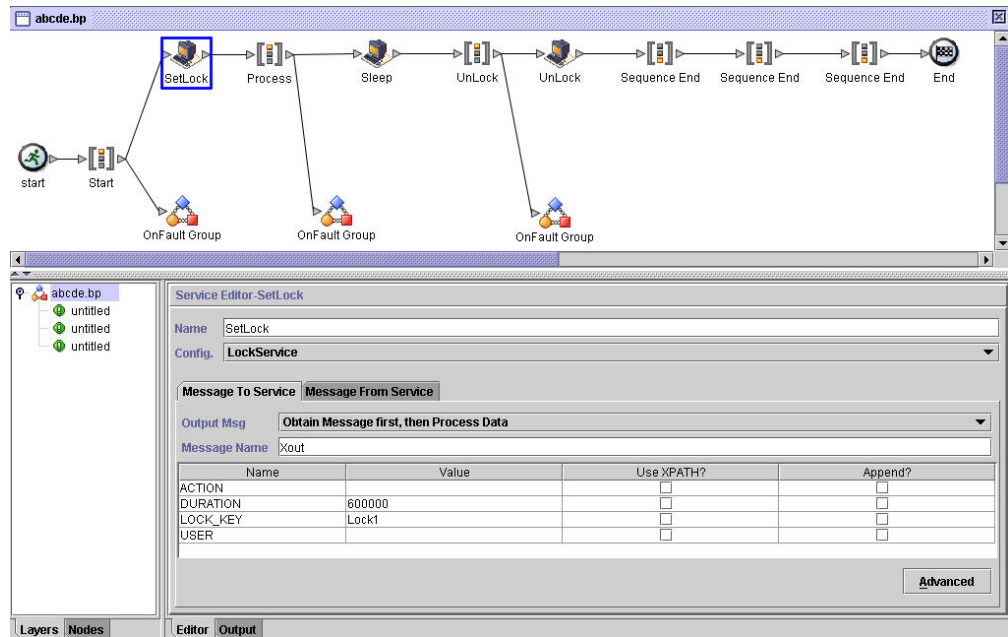 abcde.bp
SetLock
Process
Sleep
UnLock
UnLock
Sequence End
Sequence End
Sequence End
End
start
Start
OnFault Group
OnFault Group
OnFault Group
abcde.bp
untitled
untitled
untitled
Layers Nodes
Service Editor-SetLock
Name SetLock
Config. LockService
Message To Service Message From Service
Output Msg Obtain Message first, then Process Data
Message Name Xout
Name Value Use XPATH? Append?
ACTION
DURATION 600000
LOCK_KEY Lock1
USER
Advanced
Editor Output